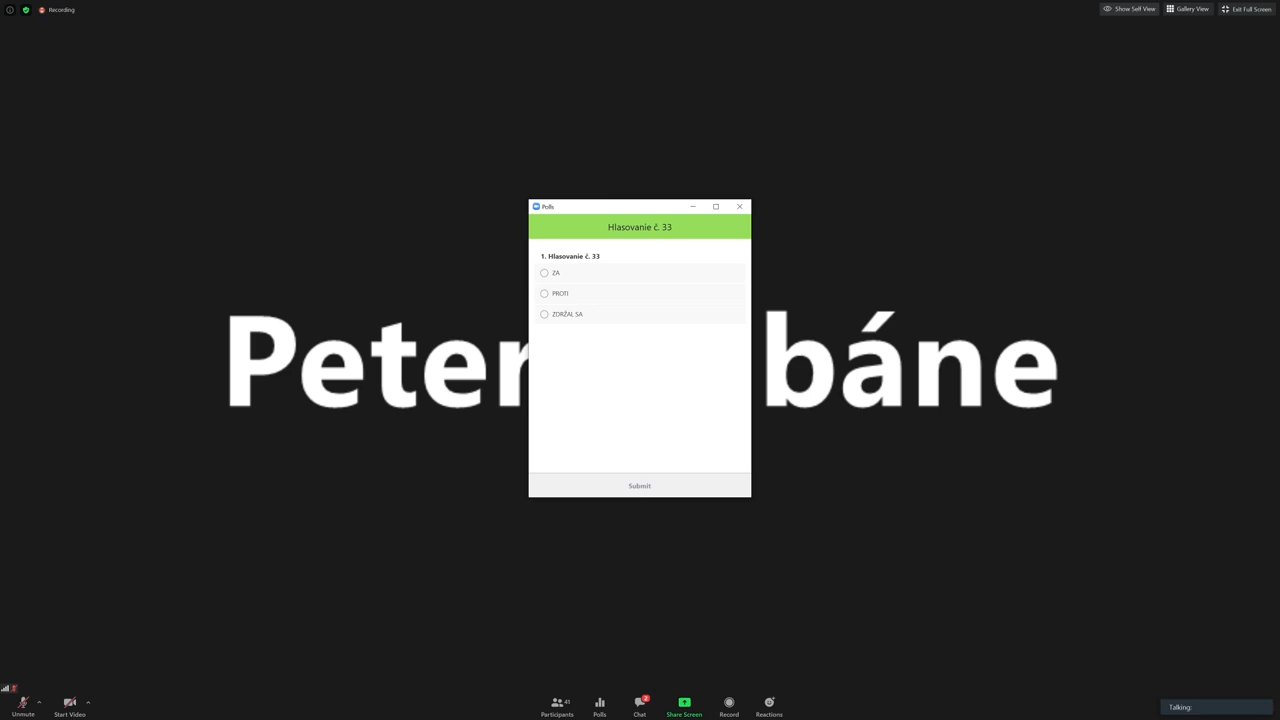 Recording
Show Self View
Gallery View
Exit Full Screen
Polls
Hlasovanie č. 33
1. Hlasovanie č. 33
ZA
PROTI
ZDRŽAL SA
Peter
báne
Submit
Unmute
Start Video
Participants
41
Polls
Chat
2
Share Screen
Record
Reactions
Talking: